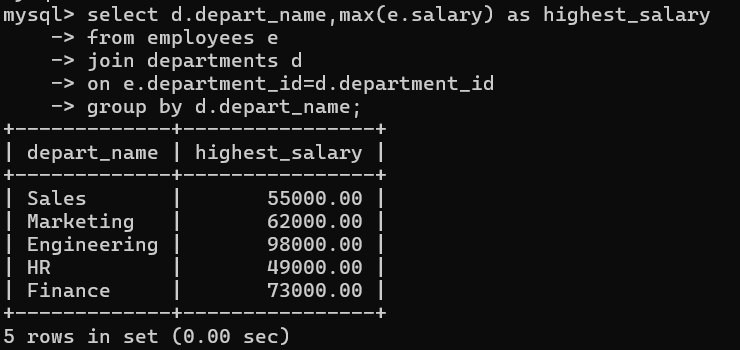 mysql> select d.depart_name,max(e.salary) as highest_salary
    -> from employees e
    -> join departments d
    -> on e.department_id=d.department_id
    -> group by d.depart_name;
+-------------+----------------+
| depart_name | highest_salary |
+-------------+----------------+
| Sales       |       55000.00 |
| Marketing   |       62000.00 |
| Engineering |       98000.00 |
| HR          |       49000.00 |
| Finance     |       73000.00 |
+-------------+----------------+
5 rows in set (0.00 sec)